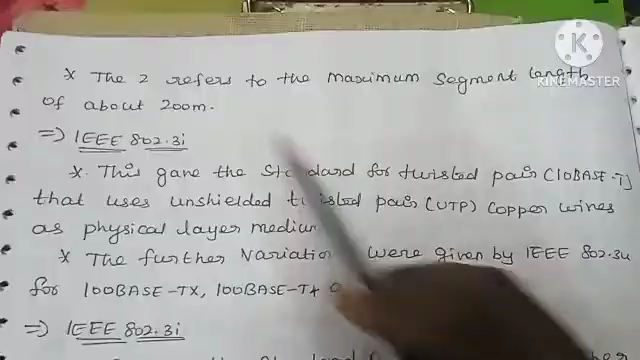 * The 2 refers to the maximum segment length
of about 200m.
=> IEEE 802.3i
* This gave the standard for twisted pair (10BASE-T)
that uses unshielded twisted pair (UTP) copper wires
as physical layer medium
* The further variation were given by IEEE 802.3u
for 100BASE-TX, 100BASE-T4
=> IEEE 802.3i
KINEMASTER